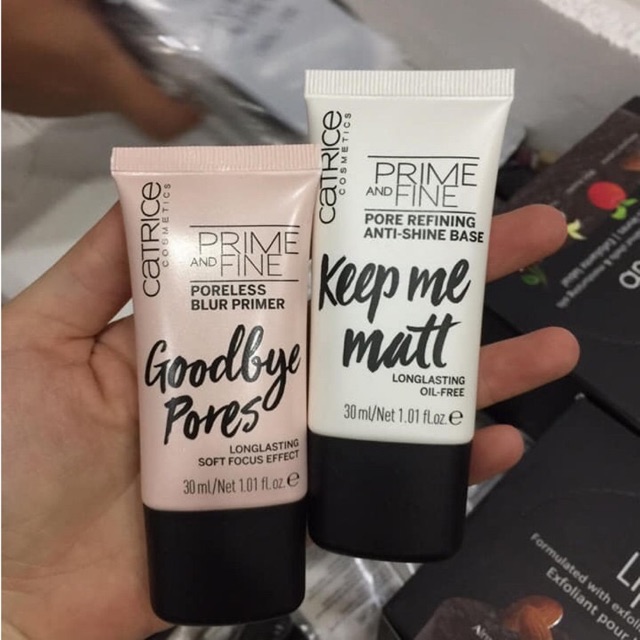 CATRICE
COSMETICS
PRIME
AND FINE
PORELESS
BLUR PRIMER
Goodbye
Pores
LONGLASTING
SOFT FOCUS EFFECT
30 ml/Net 1.01 fl.oz. e
CATRICE
COSMETICS
PRIME
AND FINE
PORE REFINING
ANTI-SHINE BASE
Keep me
matt
LONGLASTING
OIL-FREE
30 ml/Net 1.01 fl.oz. e
Formulated with
Exfoliant